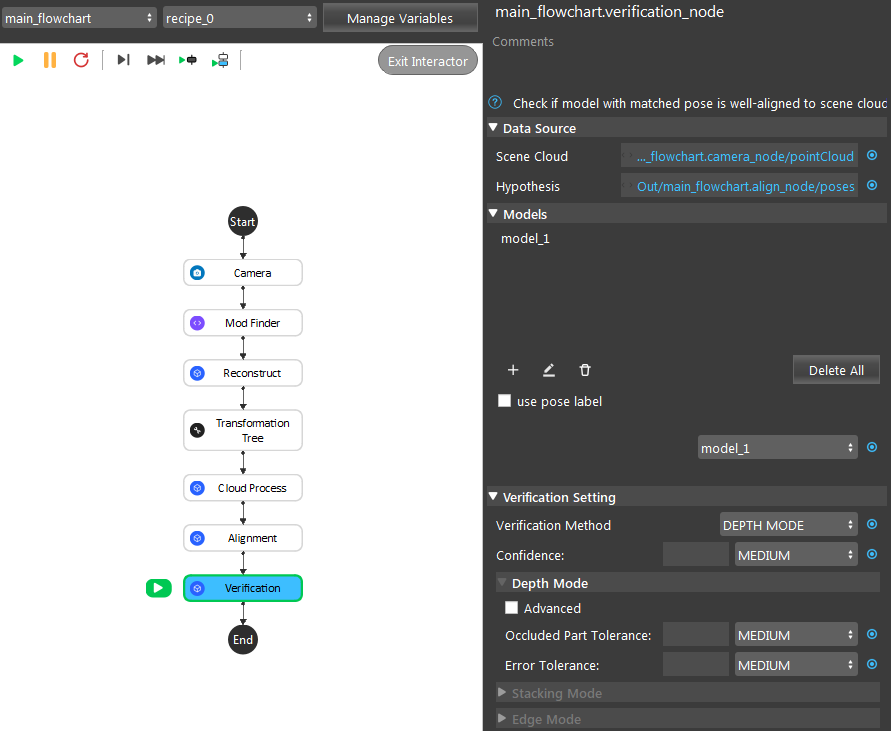 main_flowchart
recipe_0
Manage Variables
main_flowchart.verification_node
Comments
Exit Interactor
Check if model with matched pose is well-aligned to scene cloud
Data Source
Scene Cloud
..._flowchart.camera_node/pointCloud
Hypothesis
Out/main_flowchart.align_node/poses
Models
model_1
Delete All
use pose label
model_1
Verification Setting
Verification Method
DEPTH MODE
Confidence:
MEDIUM
Depth Mode
Advanced
Occluded Part Tolerance:
MEDIUM
Error Tolerance:
MEDIUM
Stacking Mode
Edge Mode
Start
Camera
Mod Finder
Reconstruct
Transformation
Tree
Cloud Process
Alignment
Verification
End